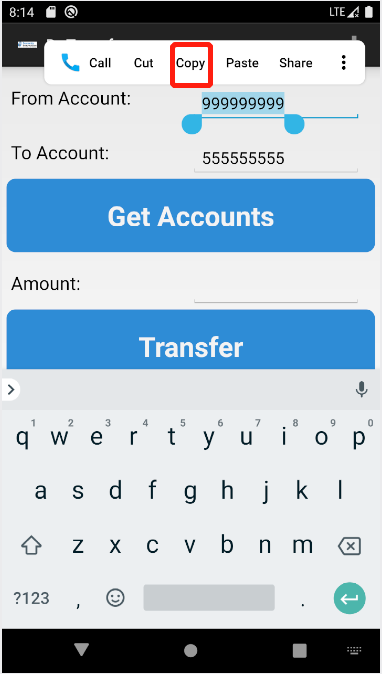 8:14 LTE
Call Cut Copy Paste Share
From Account: 999999999
To Account: 555555555
Get Accounts
Amount:
Transfer
1 2 3 4 5 6 7 8 9 0
q w e r t y u i o p
a s d f g h j k l
z x c v b n m
?123 , .